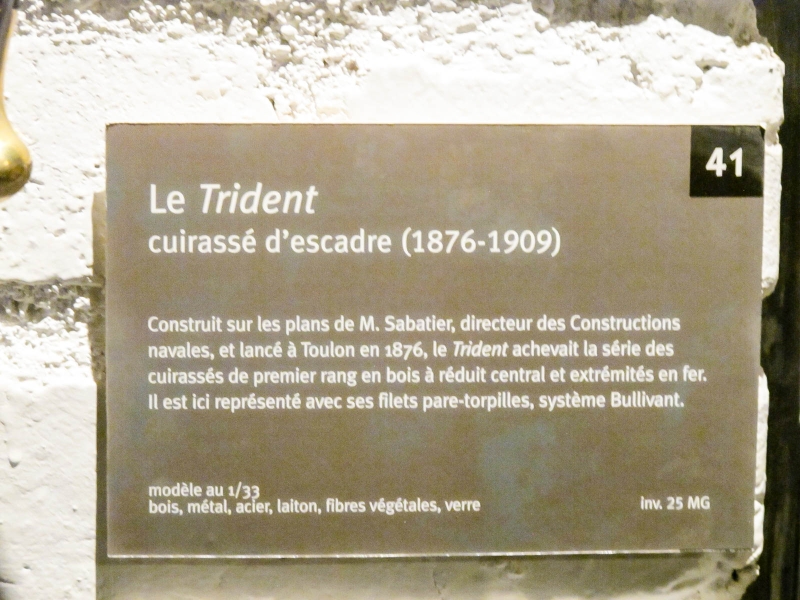 41
Le Trident
cuirassé d’escadre (1876-1909)
Construit sur les plans de M. Sabatier, directeur des Constructions
navales, et lancé à Toulon en 1876, le Trident achevait la série des
cuirassés de premier rang en bois à réduit central et extrémités en fer.
Il est ici représenté avec ses filets pare-torpilles, système Bullivant.
modèle au 1/33
bois, métal, acier, laiton, fibres végétales, verre
inv. 25 MG